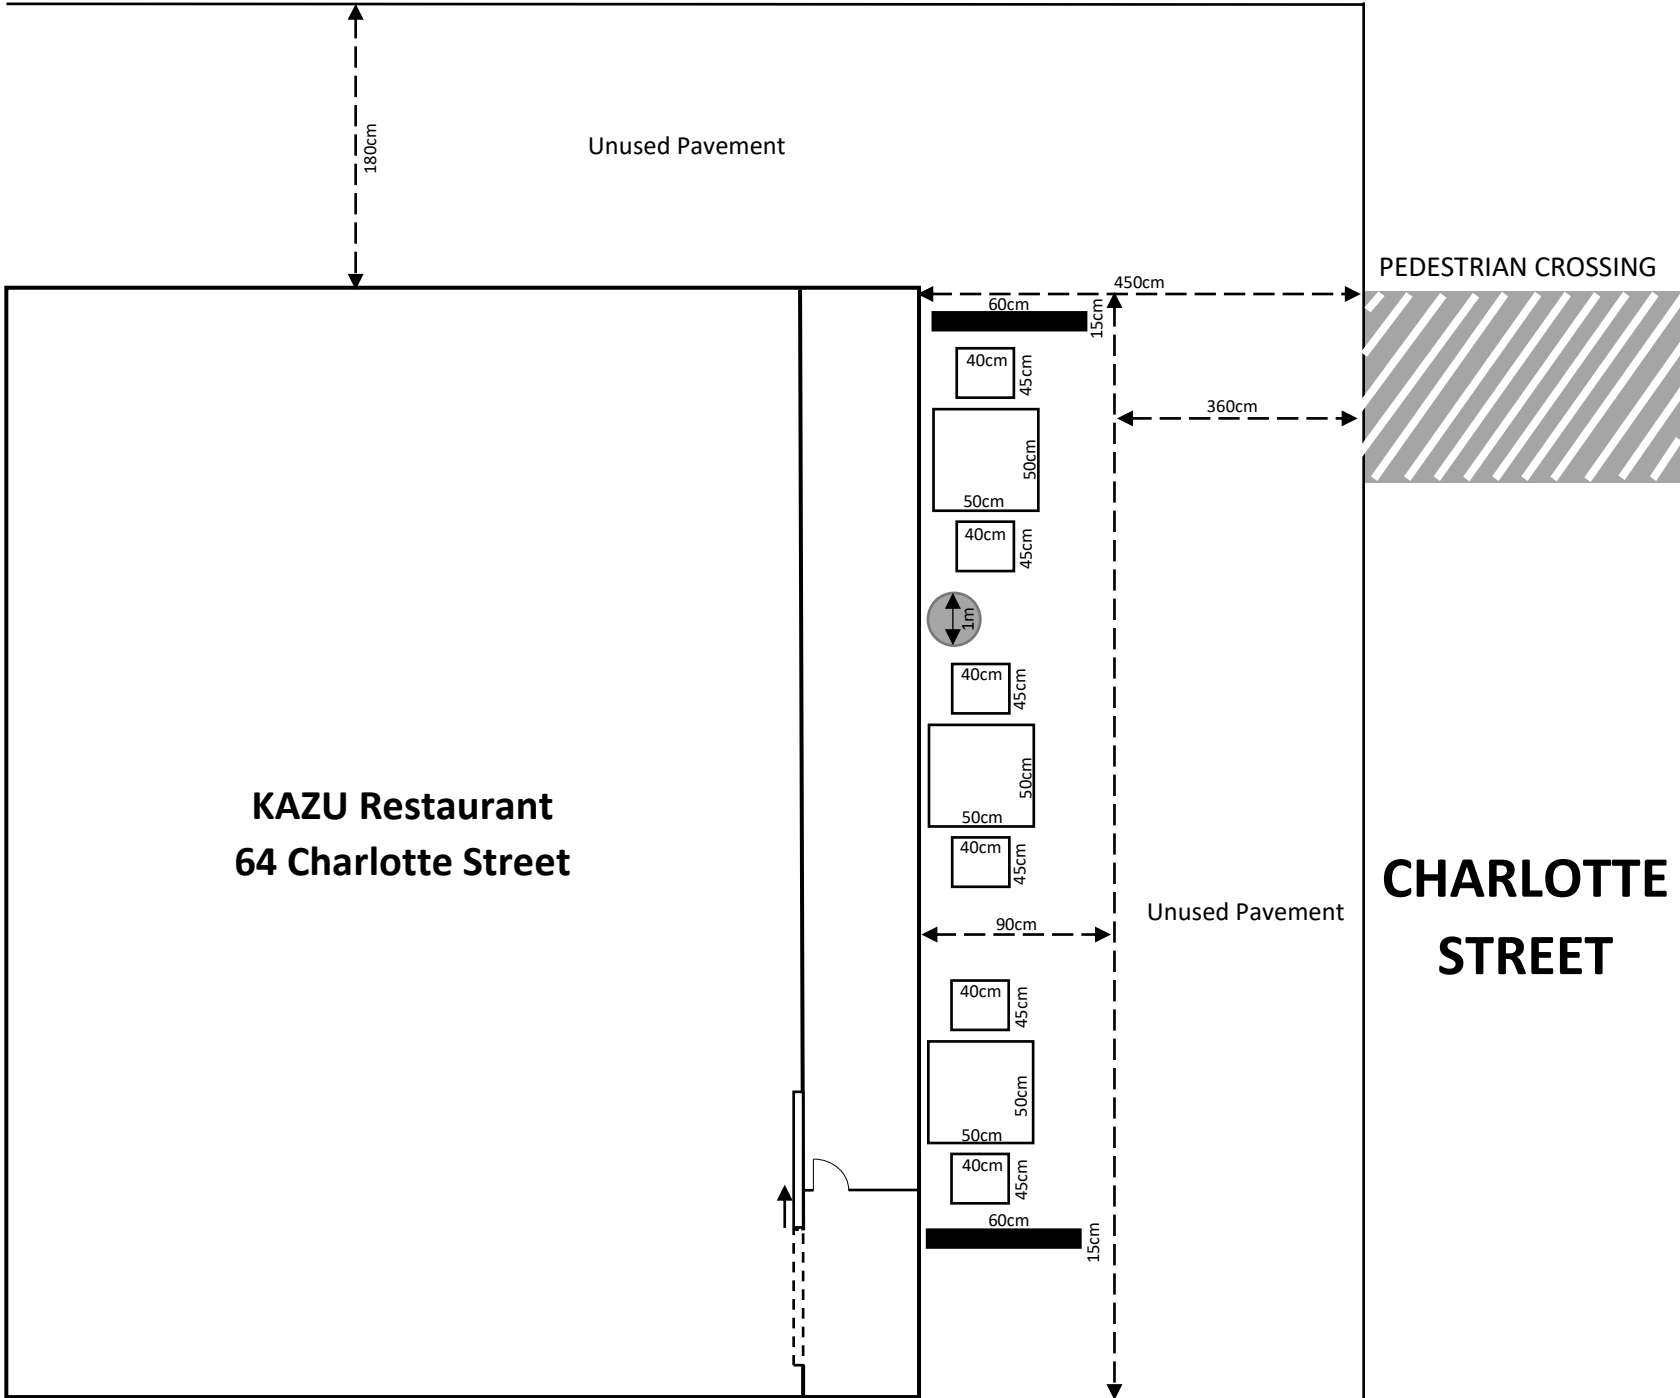 180cm
Unused Pavement
PEDESTRIAN CROSSING
450cm
60cm
15cm
40cm
45cm
360cm
50cm
50cm
40cm
45cm
1m
40cm
45cm
50cm
50cm
KAZU Restaurant
64 Charlotte Street
40cm
45cm
CHARLOTTE
STREET
Unused Pavement
90cm
40cm
45cm
50cm
50cm
40cm
45cm
60cm
15cm